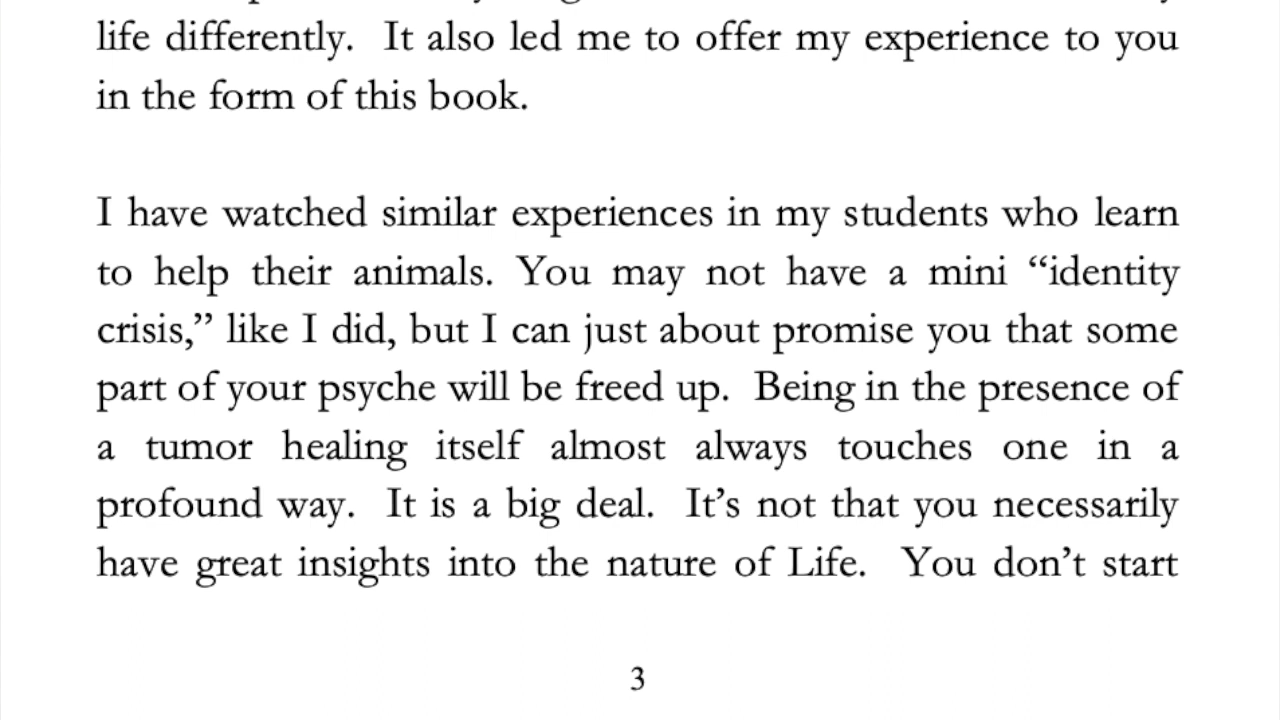 life differently.  It also led me to offer my experience to you
in the form of this book.
I have watched similar experiences in my students who learn
to help their animals. You may not have a mini “identity
crisis,” like I did, but I can just about promise you that some
part of your psyche will be freed up.  Being in the presence of
a tumor healing itself almost always touches one in a
profound way.  It is a big deal.  It’s not that you necessarily
have great insights into the nature of Life.  You don’t start
3